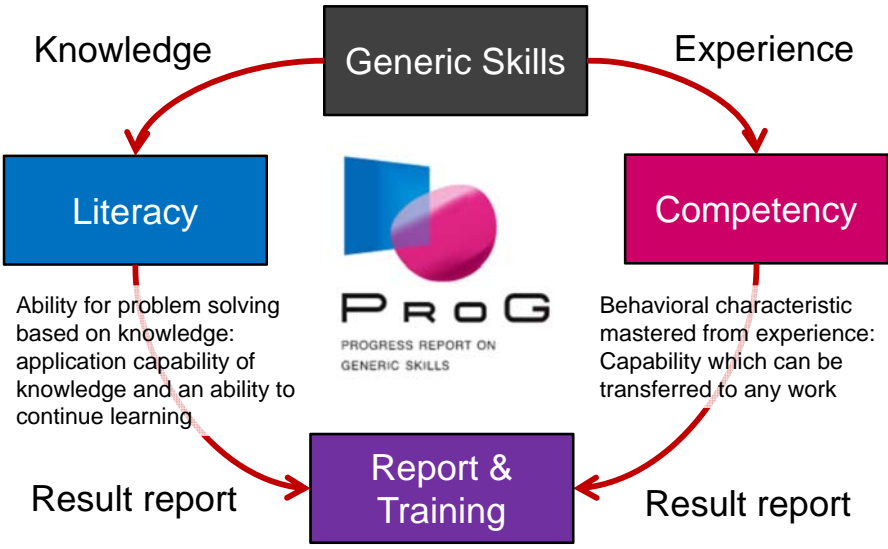 Knowledge
Generic Skills
Experience
Literacy
Competency
Ability for problem solving
based on knowledge:
application capability of
knowledge and an ability to
continue learning
PROG
PROGRESS REPORT ON
GENERIC SKILLS
Behavioral characteristic
mastered from experience:
Capability which can be
transferred to any work
Result report
Report &
Training
Result report